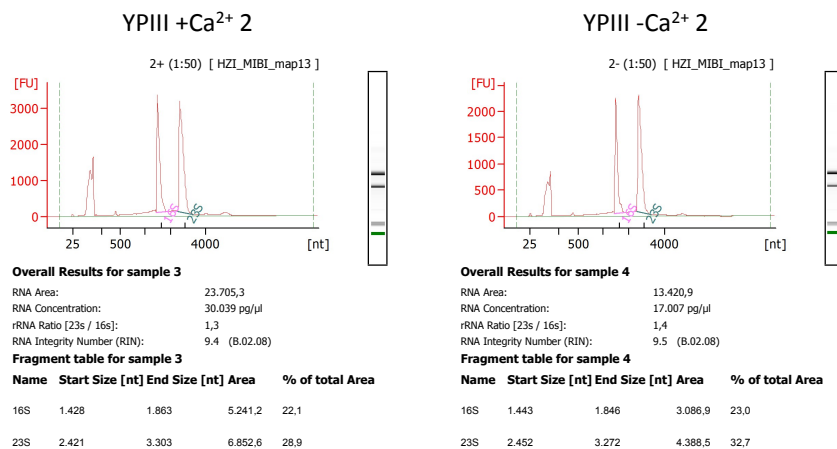 YPIII +Ca²⁺ 2
2+ (1:50) [ HZI_MIBI_map13 ]
[FU]
3000
2000
1000
0
16S
23S
25 500 4000 [nt]
Overall Results for sample 3
RNA Area: 23.705,3
RNA Concentration: 30.039 pg/µl
rRNA Ratio [23s / 16s]: 1,3
RNA Integrity Number (RIN): 9.4 (B.02.08)
Fragment table for sample 3
Name Start Size [nt] End Size [nt] Area % of total Area
16S 1.428 1.863 5.241,2 22,1
23S 2.421 3.303 6.852,6 28,9
YPIII -Ca²⁺ 2
2- (1:50) [ HZI_MIBI_map13 ]
[FU]
2000
1500
1000
500
0
16S
23S
25 500 4000 [nt]
Overall Results for sample 4
RNA Area: 13.420,9
RNA Concentration: 17.007 pg/µl
rRNA Ratio [23s / 16s]: 1,4
RNA Integrity Number (RIN): 9.5 (B.02.08)
Fragment table for sample 4
Name Start Size [nt] End Size [nt] Area % of total Area
16S 1.443 1.846 3.086,9 23,0
23S 2.452 3.272 4.388,5 32,7